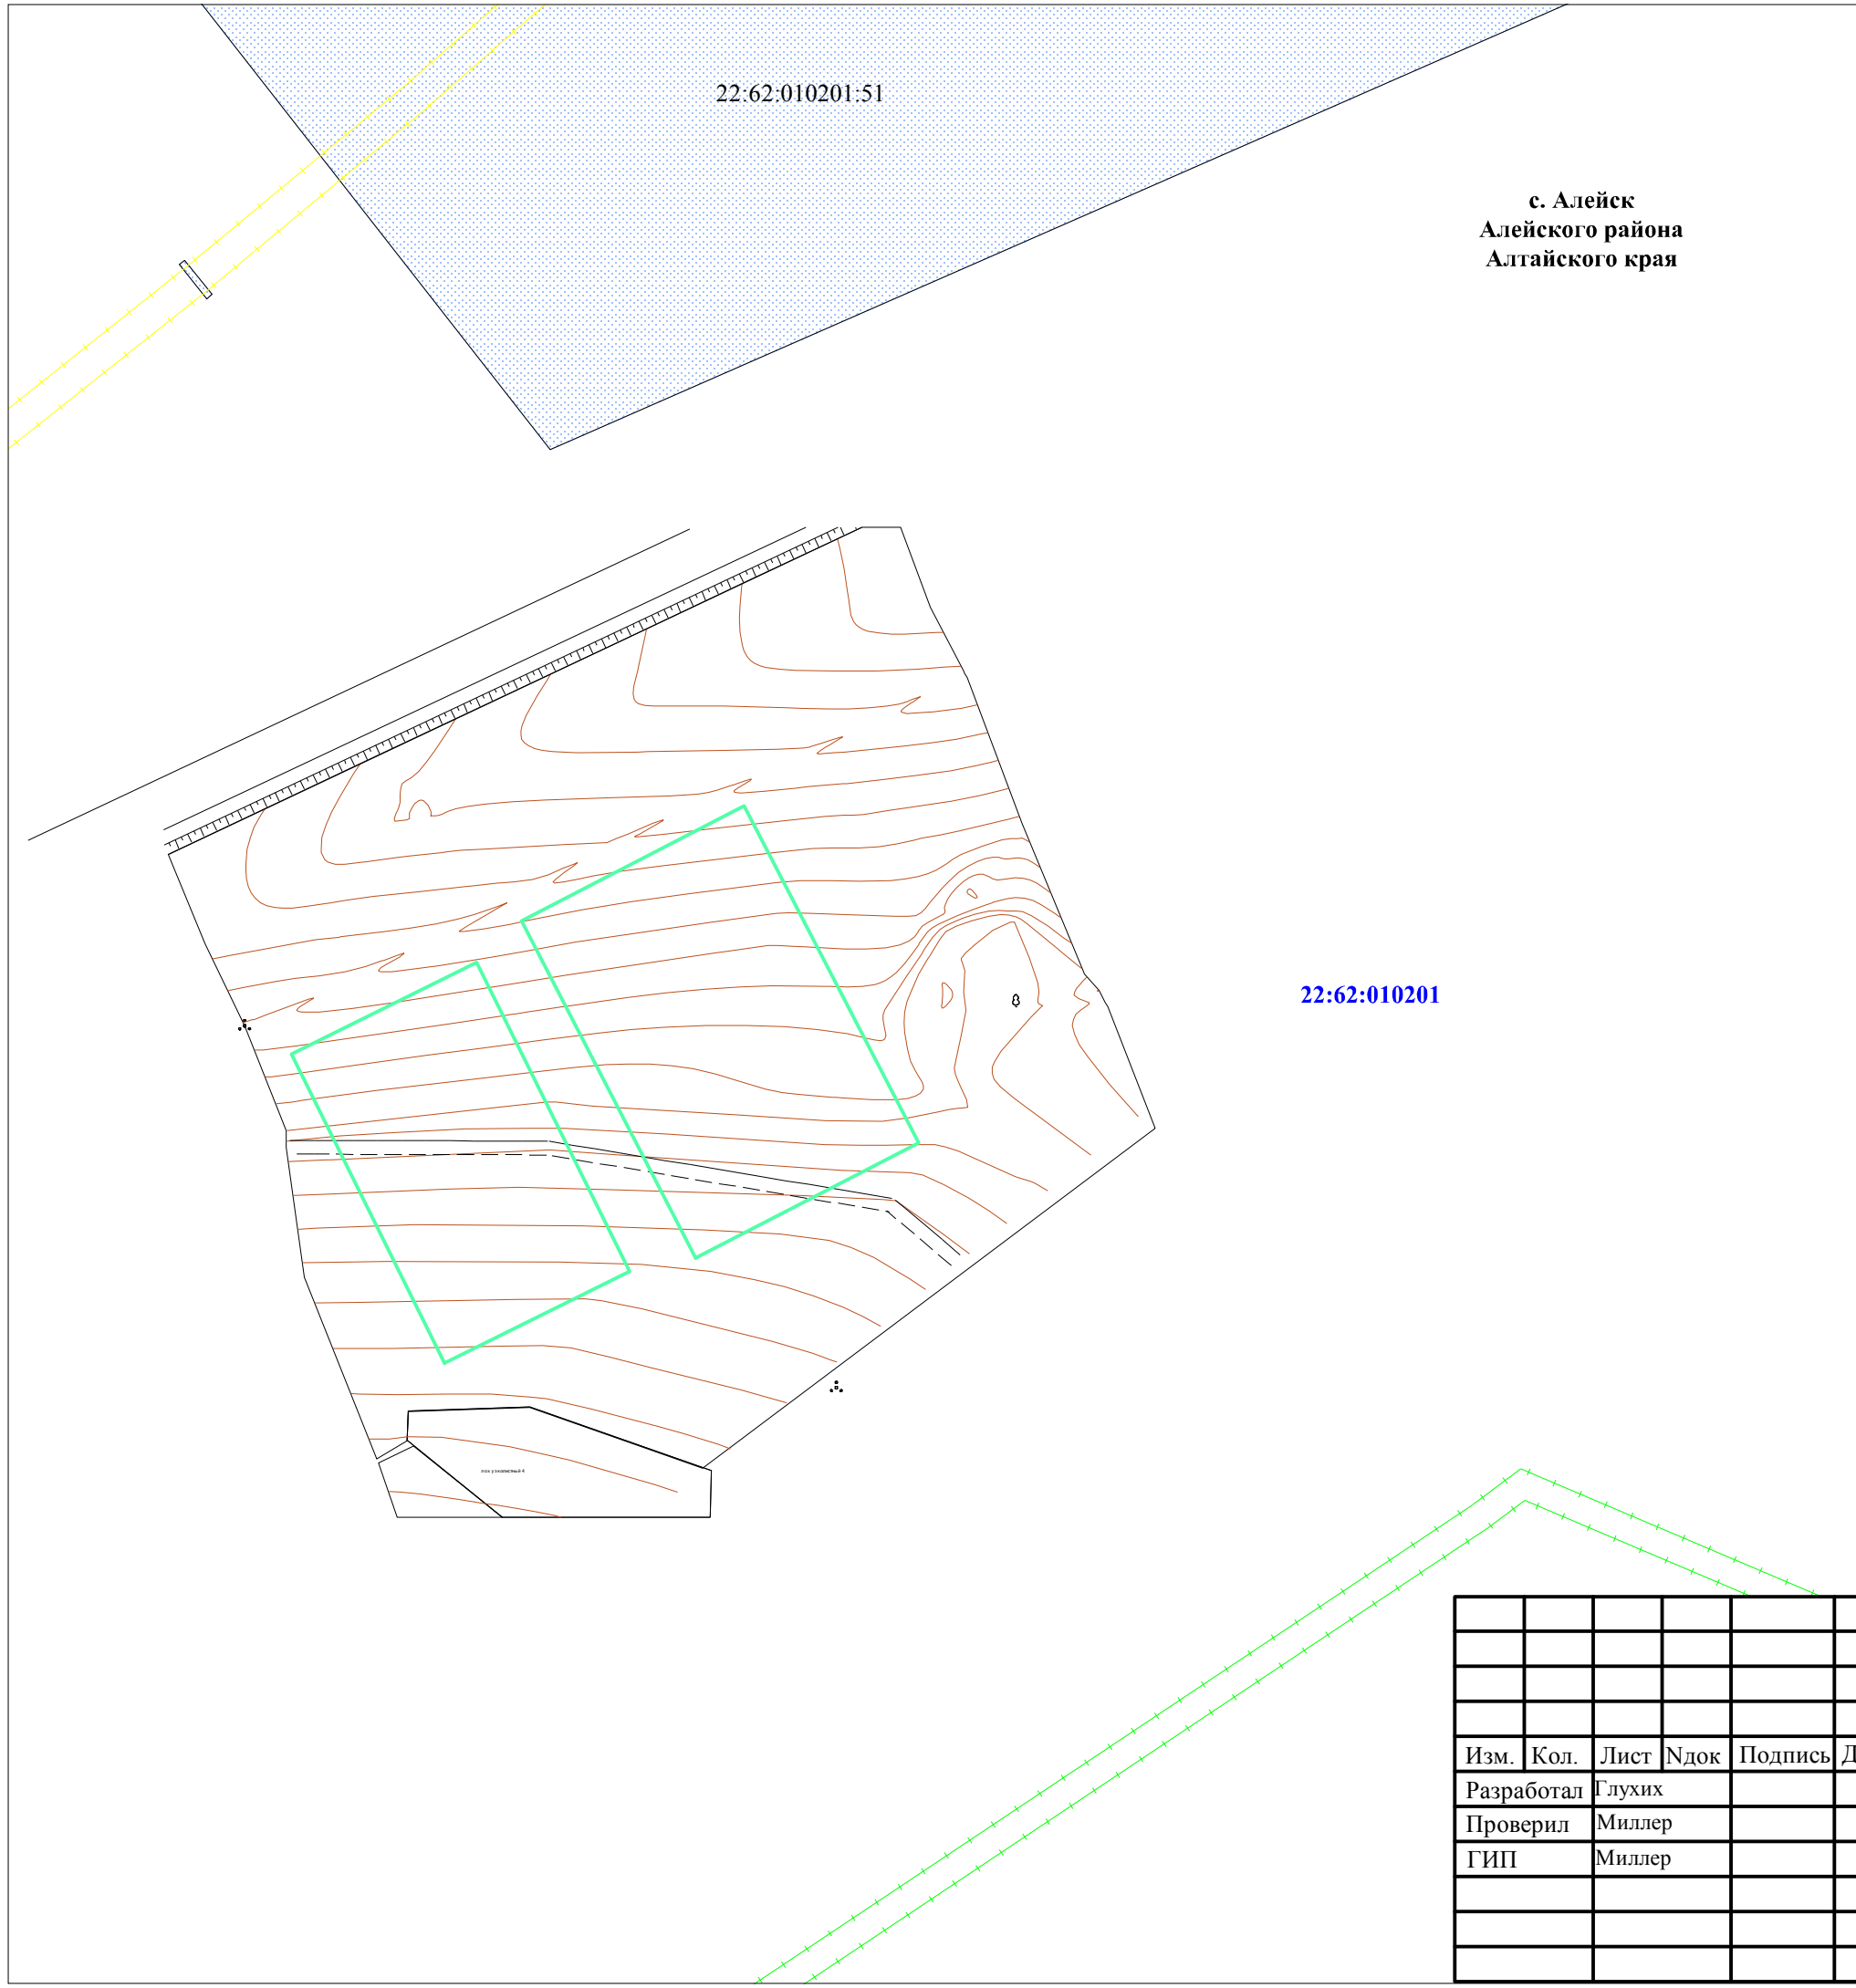 22:62:010201:51
с. Алейск
Алейского района
Алтайского края
22:62:010201
Изм. Кол. Лист Nдок Подпись
Разработал Глухих
Проверил Миллер
ГИП Миллер